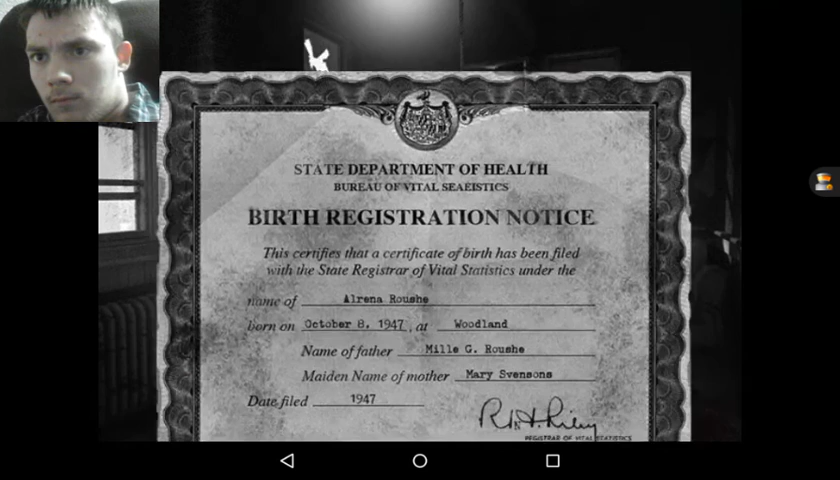 STATE DEPARTMENT OF HEALTH
BUREAU OF VITAL SEAEISTICS
BIRTH REGISTRATION NOTICE
This certifies that a certificate of birth has been filed
with the State Registrar of Vital Statistics under the
name of Alrena Roushe
born on October 8, 1947, at Woodland
Name of father Mille G. Roushe
Maiden Name of mother Mary Svensons
Date filed 1947
REGISTRAR OF VITAL STATISTICS